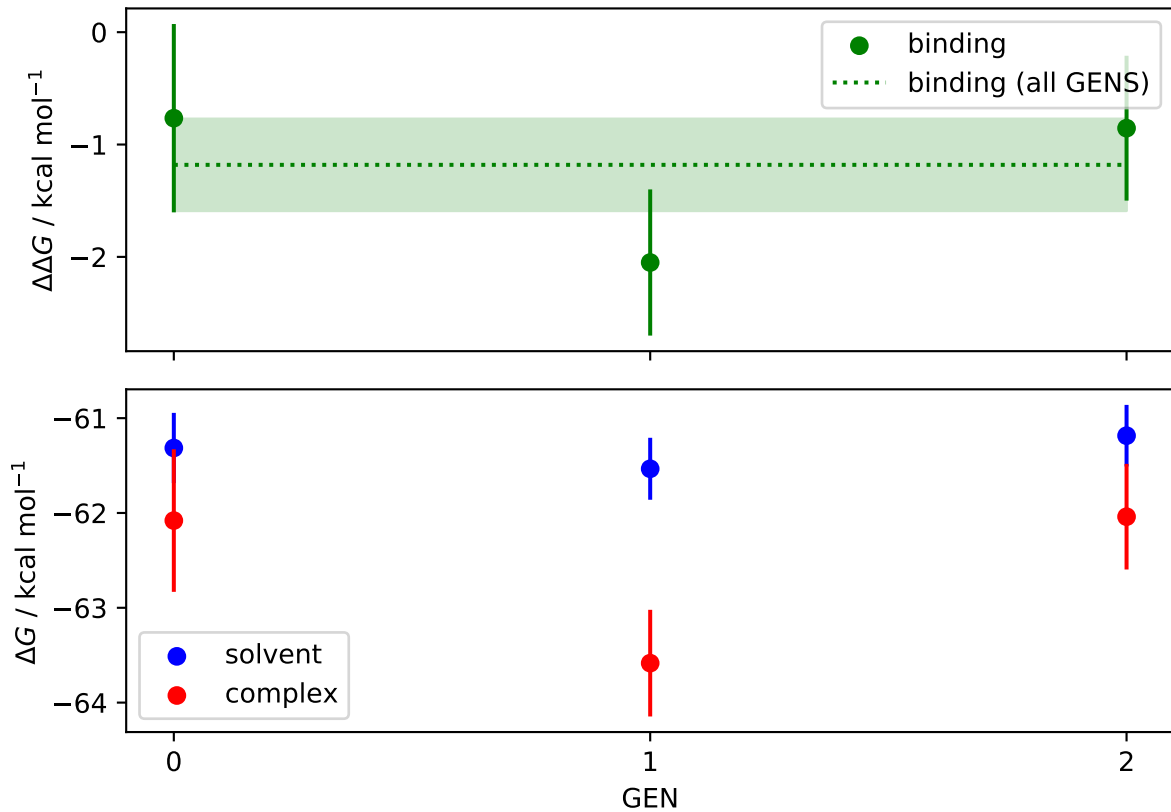 0
−1
−2
ΔΔG / kcal mol⁻¹
binding
binding (all GENS)
−61
−62
−63
−64
ΔG / kcal mol⁻¹
solvent
complex
0 1 2
GEN